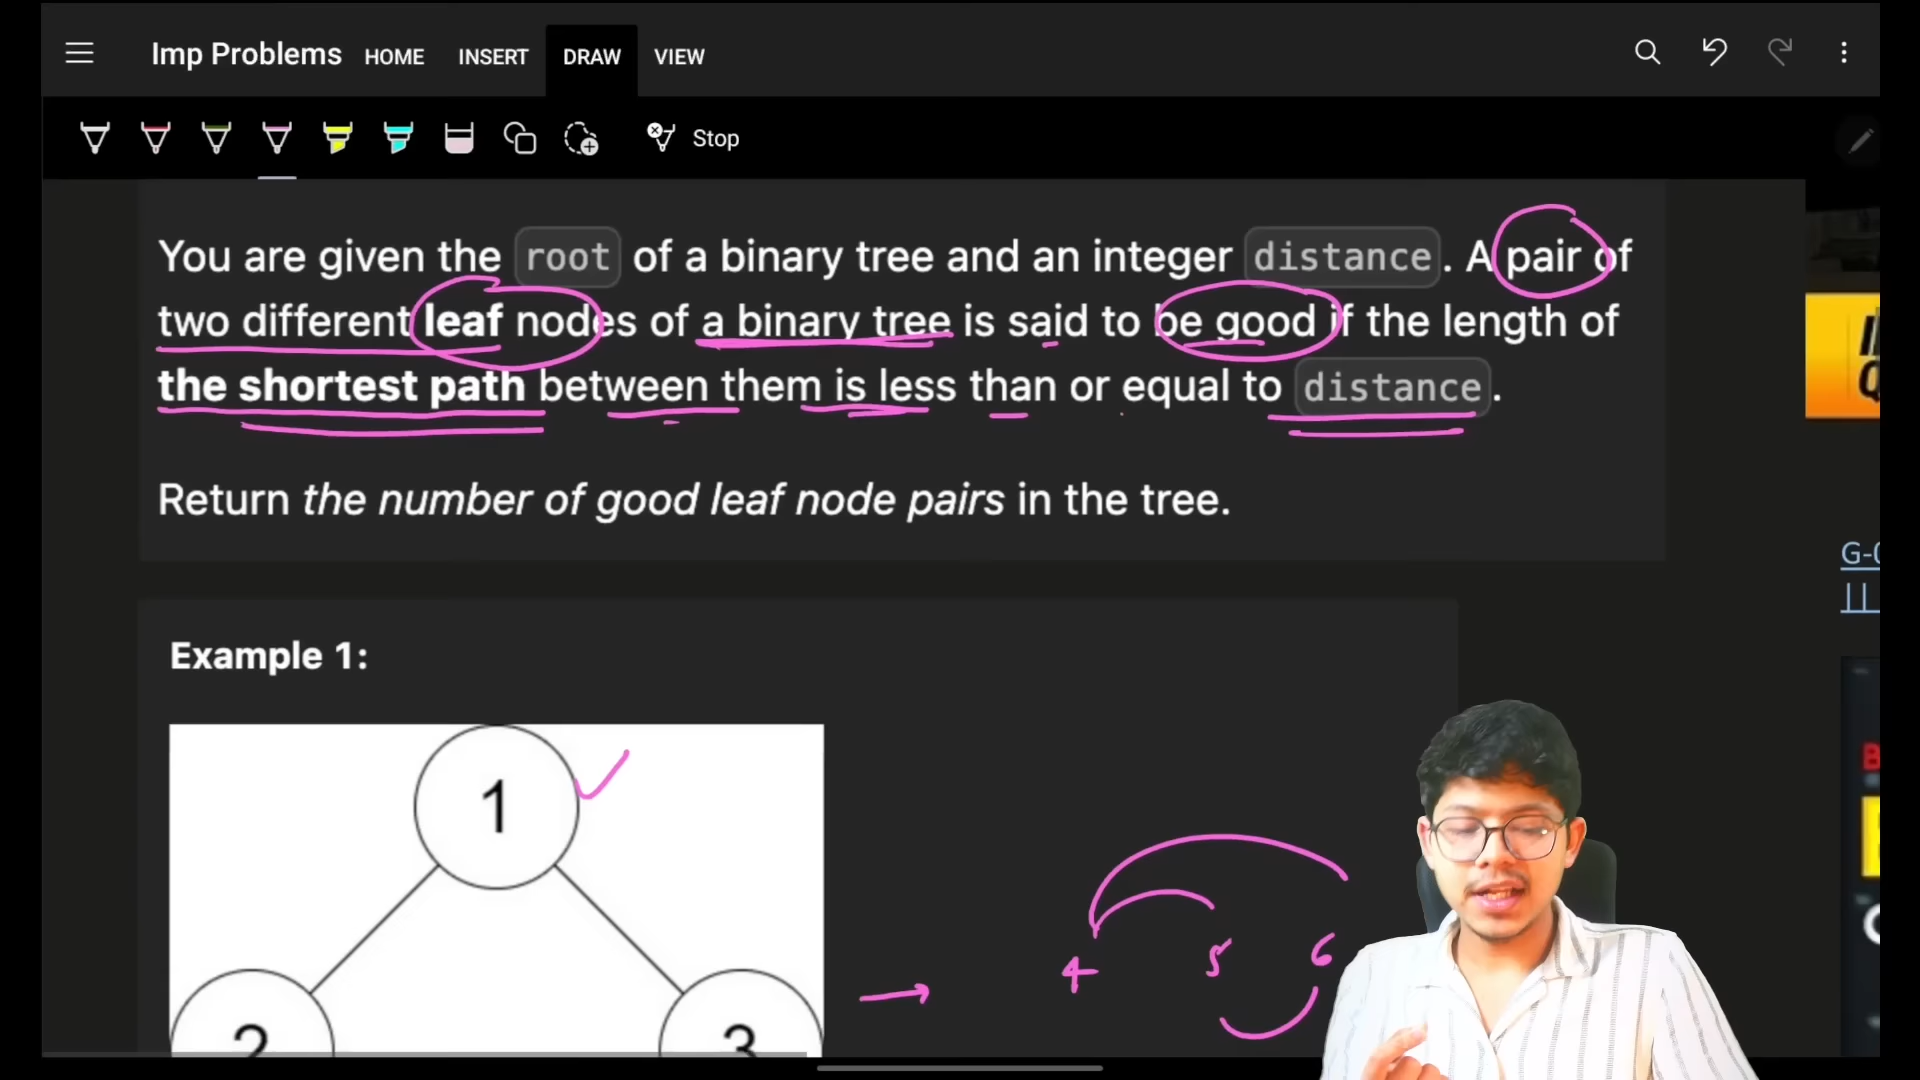 Imp Problems HOME INSERT DRAW VIEW
Stop
You are given the root of a binary tree and an integer distance. A pair of
two different leaf nodes of a binary tree is said to be good if the length of
the shortest path between them is less than or equal to distance.
Return the number of good leaf node pairs in the tree.
Example 1:
1
2 3
4 5 6